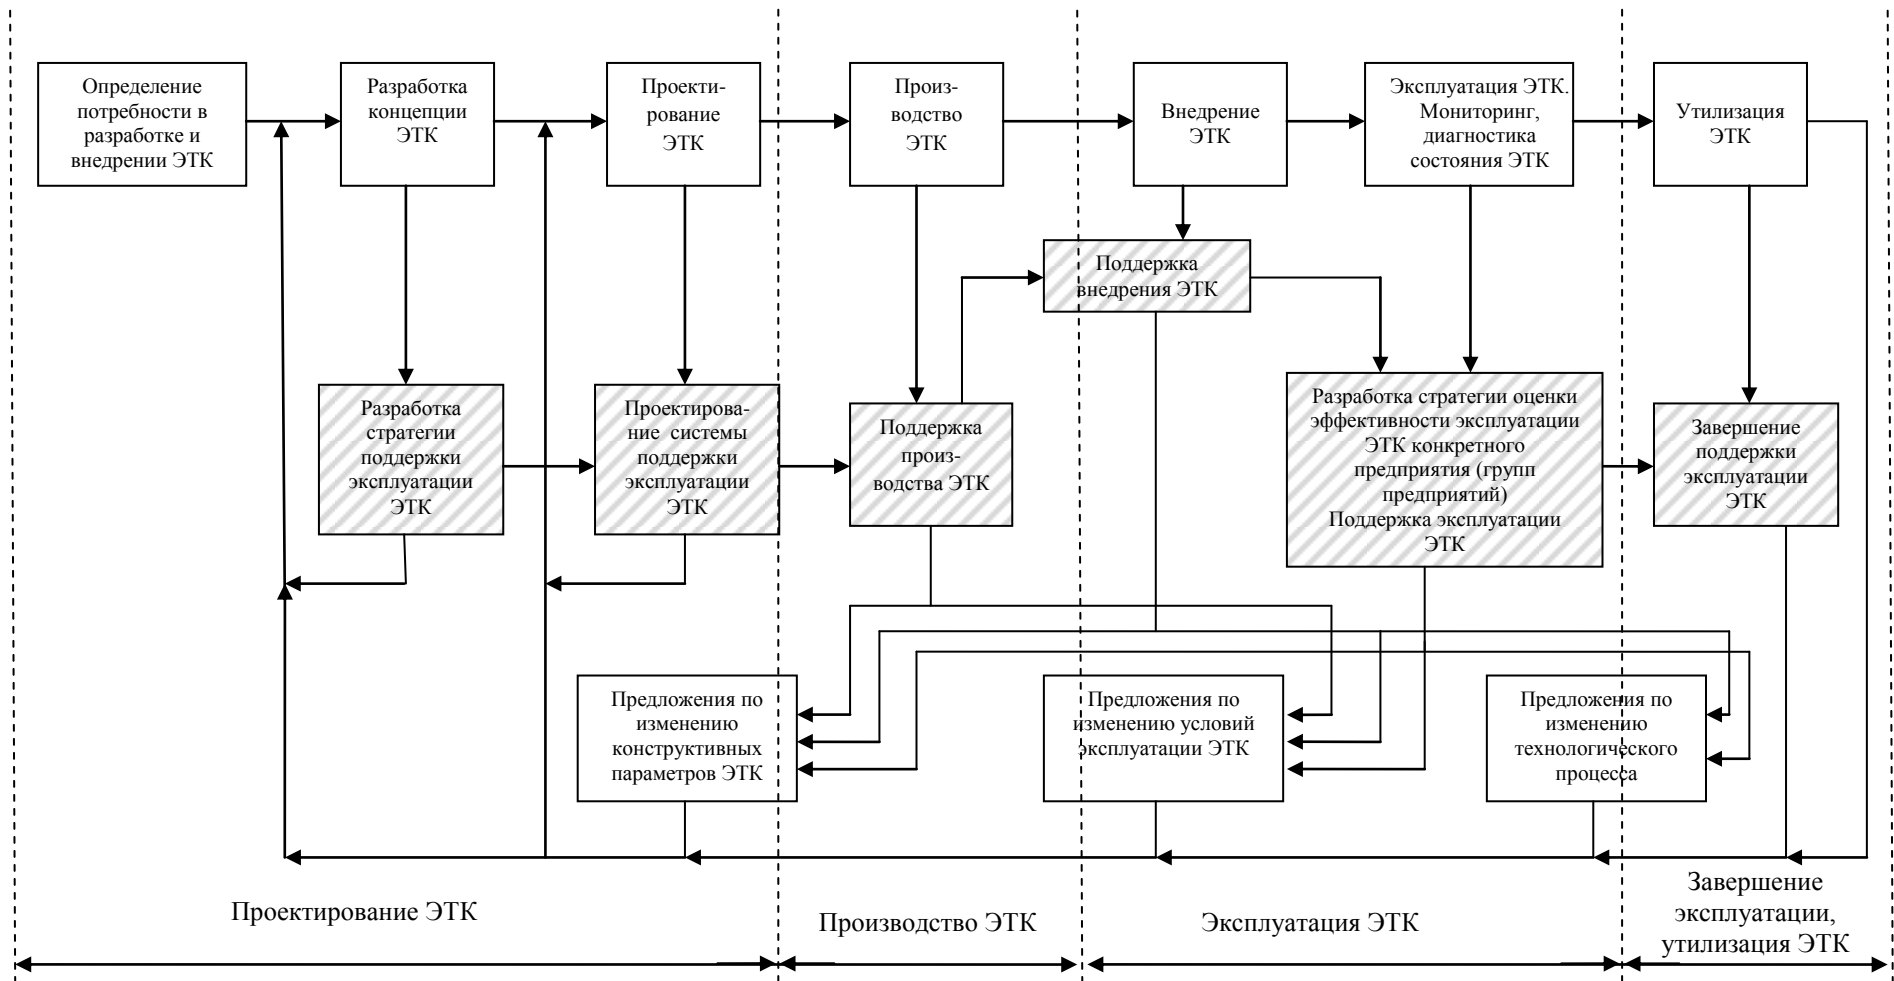 Определение
потребности в
разработке и
внедрении ЭТК
Разработка
концепции
ЭТК
Проекти-
рование
ЭТК
Произ-
водство
ЭТК
Внедрение
ЭТК
Эксплуатация ЭТК.
Мониторинг,
диагностика
состояния ЭТК
Утилизация
ЭТК
Поддержка
внедрения ЭТК
Разработка
стратегии
поддержки
эксплуатации
ЭТК
Проектирова-
ние системы
поддержки
эксплуатации
ЭТК
Поддержка
произ-
водства ЭТК
Разработка стратегии оценки
эффективности эксплуатации
ЭТК конкретного
предприятия (групп
предприятий)
Поддержка эксплуатации
ЭТК
Завершение
поддержки
эксплуатации
ЭТК
Предложения по
изменению
конструктивных
параметров ЭТК
Предложения по
изменению условий
эксплуатации ЭТК
Предложения по
изменению
технологического
процесса
Проектирование ЭТК
Производство ЭТК
Эксплуатация ЭТК
Завершение
эксплуатации,
утилизация ЭТК